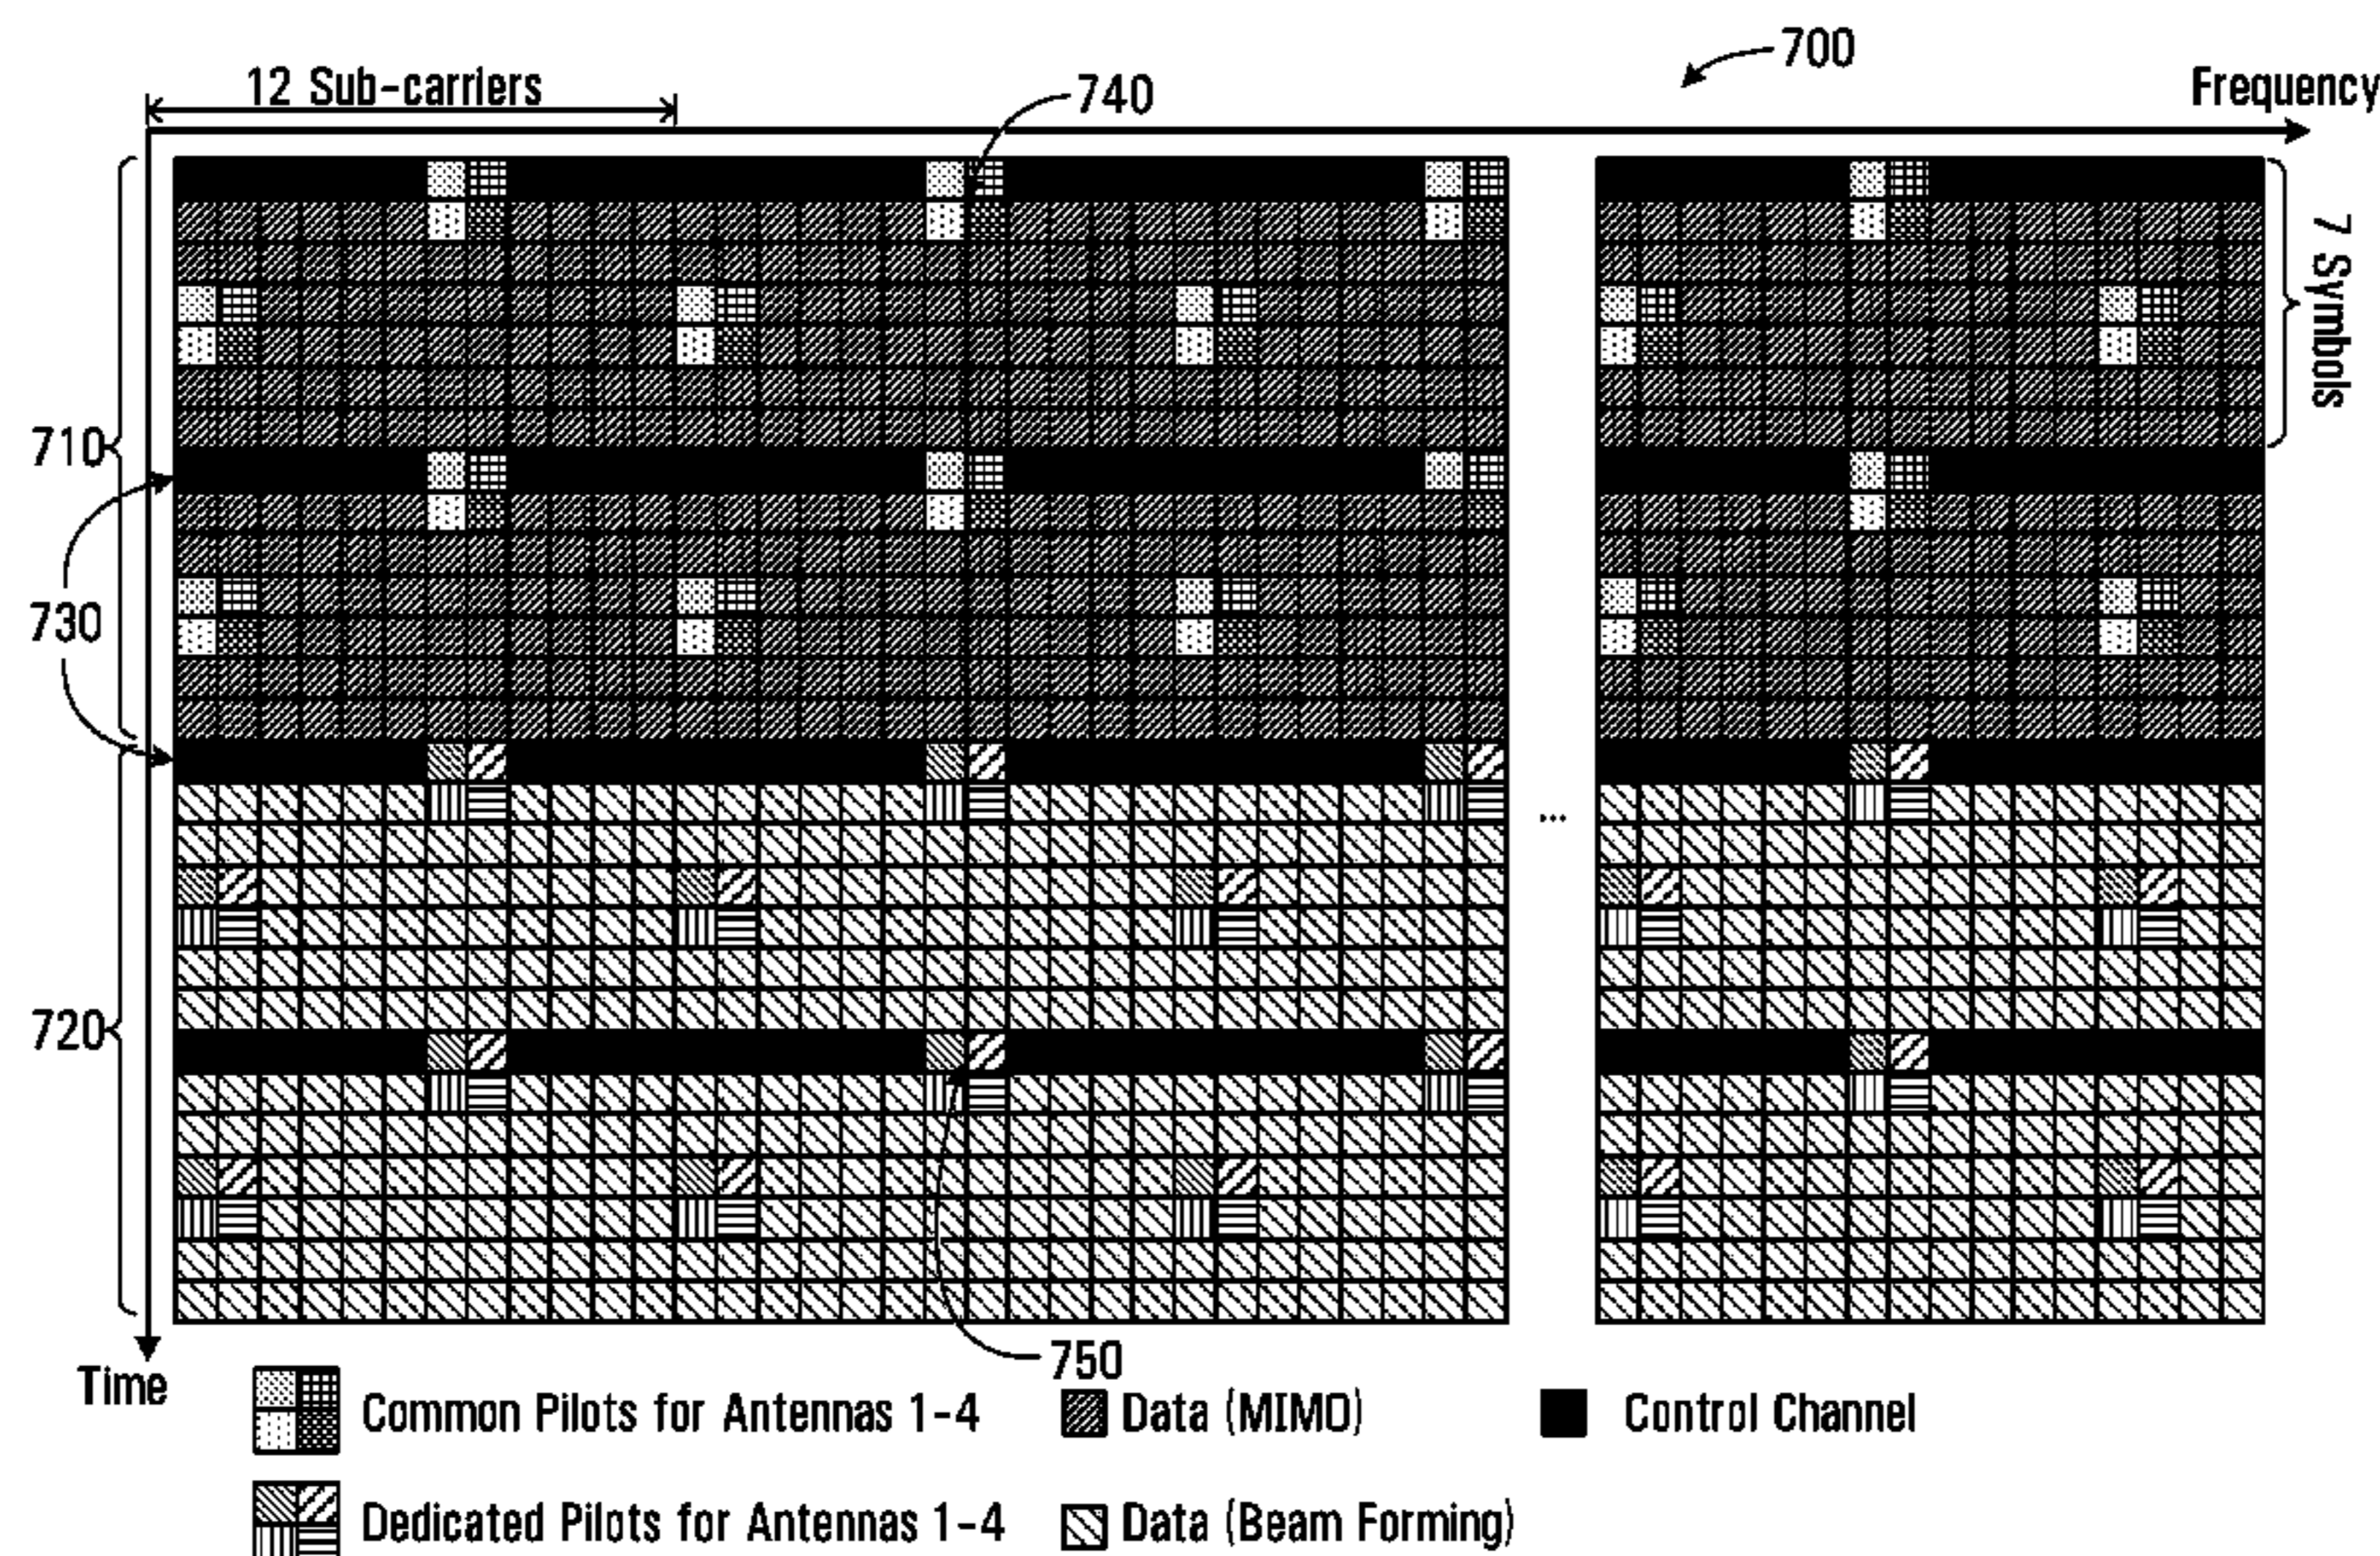 700
12 Sub-carriers
740
Frequency
7 Symbols
710
730
...
720
750
Time
Common Pilots for Antennas 1-4
Data (MIMO)
Control Channel
Dedicated Pilots for Antennas 1-4
Data (Beam Forming)